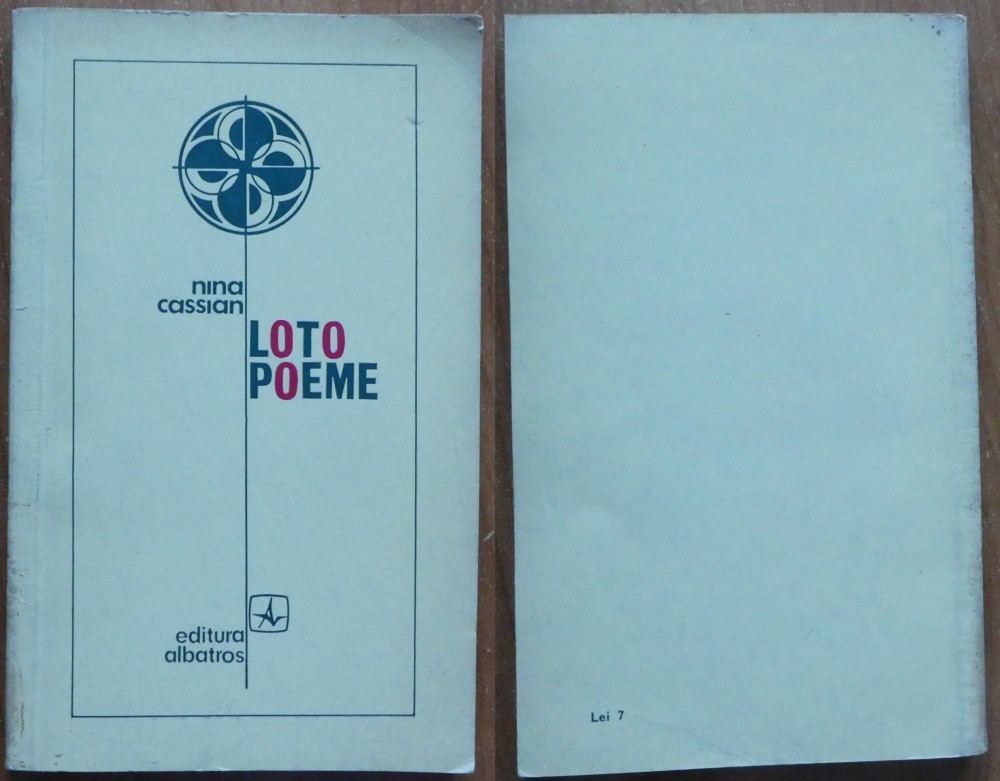 nina
cassian
LOTO
POEME
editura
albatros
Lei 7